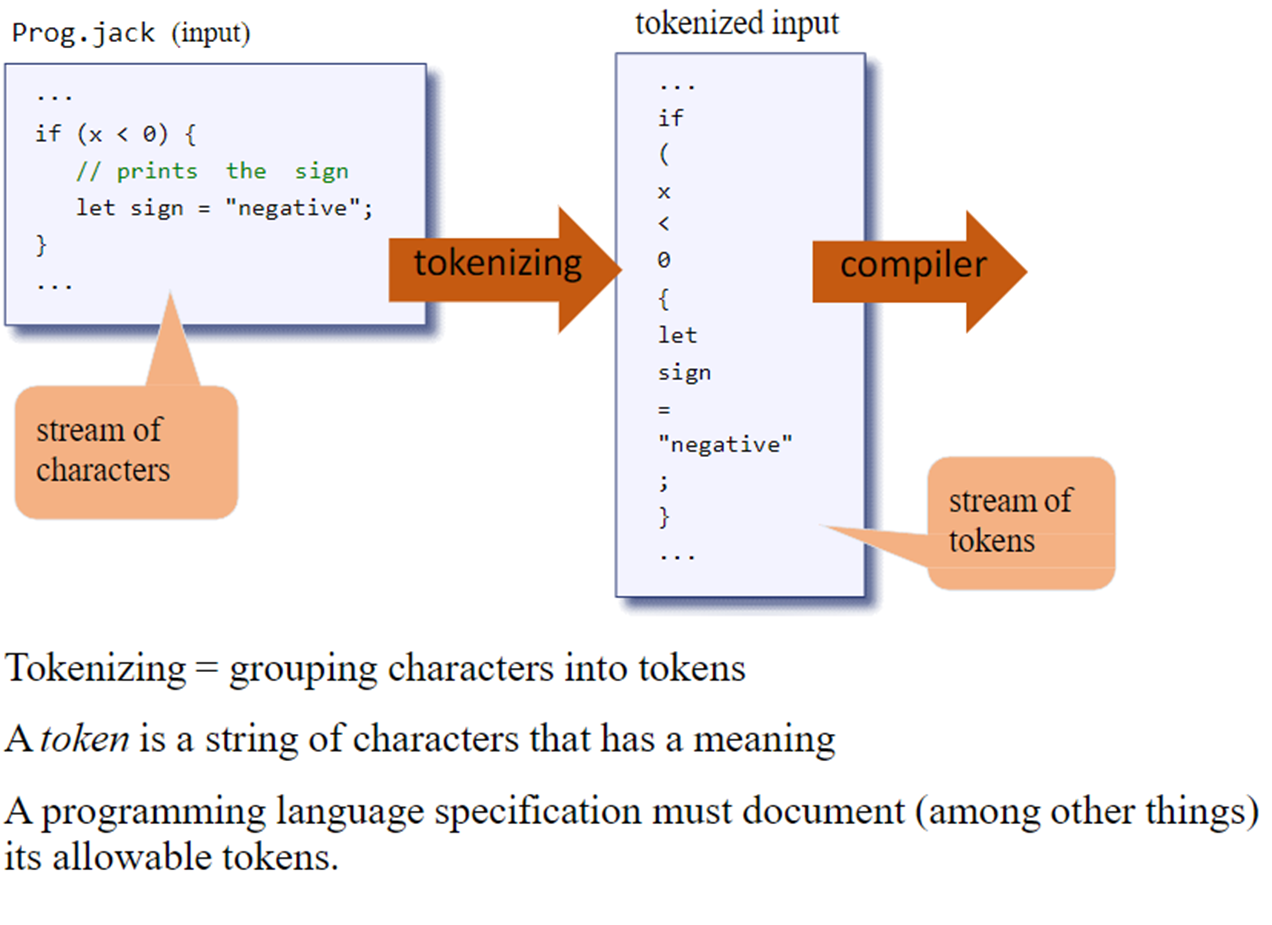 Prog.jack (input)
...
if (x < 0) {
// prints the sign
let sign = "negative";
}
...
stream of
characters
tokenizing
tokenized input
...
if
(
x
<
0
{
let
sign
=
"negative"
;
}
...
compiler
stream of
tokens
Tokenizing = grouping characters into tokens
A token is a string of characters that has a meaning
A programming language specification must document (among other things)
its allowable tokens.